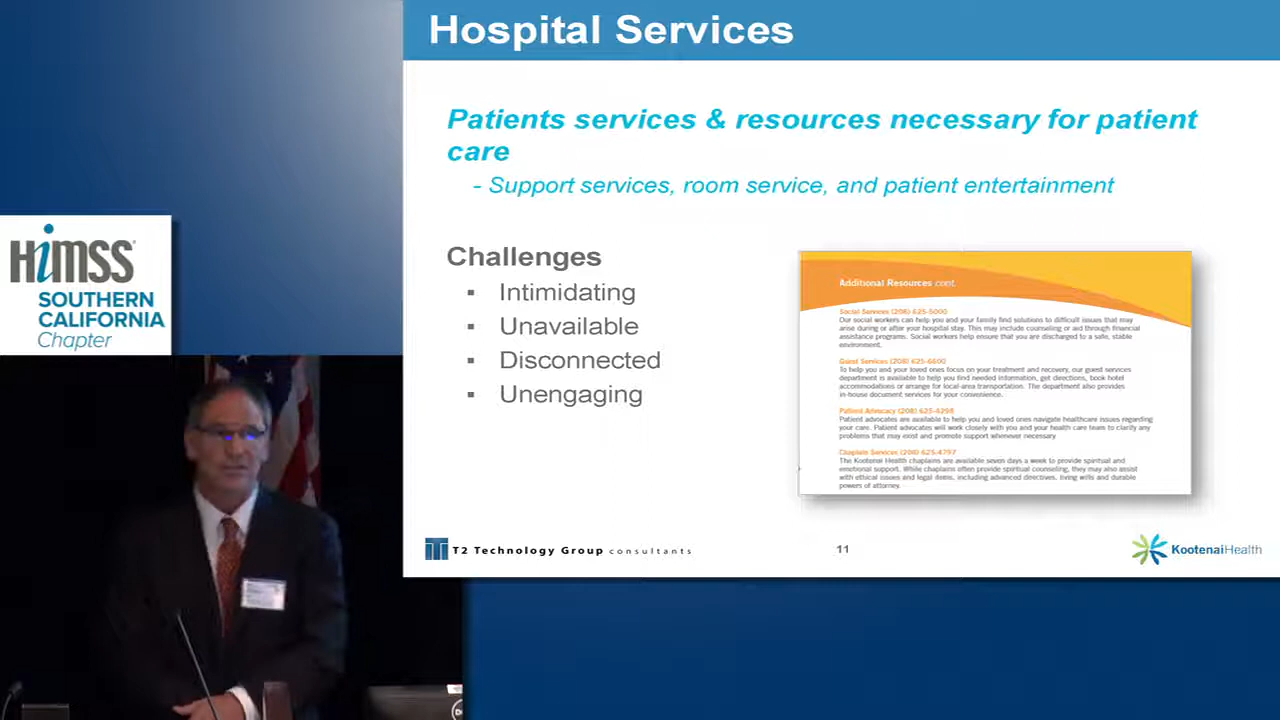 Hospital Services
Patients services & resources necessary for patient
care
- Support services, room service, and patient entertainment
HiMSS
SOUTHERN
CALIFORNIA
Chapter
Challenges
▪ Intimidating
▪ Unavailable
▪ Disconnected
▪ Unengaging
Additional Resources cont.
Social Services (208) 625-5000
Our social workers can help you and your family find solutions to difficult issues that may
arise during or after your hospital stay. This may include counseling or aid through financial
assistance programs. Social workers help ensure that you are discharged to a safe, stable
environment.
Guest Services (208) 625-6600
To help you and your loved ones focus on your treatment and recovery, our guest services
department is available to help you find needed information, get directions, book hotel
accommodations or arrange for local-area transportation. The department also provides
in-house document services for your convenience.
Patient Advocacy (208) 625-4298
Patient advocates are available to help you and loved ones navigate healthcare issues regarding
your care. Patient advocates will work closely with you and your health care team to clarify any
problems that may exist and promote support whenever necessary.
Chaplain Services (208) 625-4797
The Kootenai Health chaplains are available seven days a week to provide spiritual and
emotional support. While chaplains often provide spiritual counseling, they may also assist
with ethical issues and legal items, including advanced directives, living wills and durable
powers of attorney.
T2 Technology Group consultants
11
KootenaiHealth